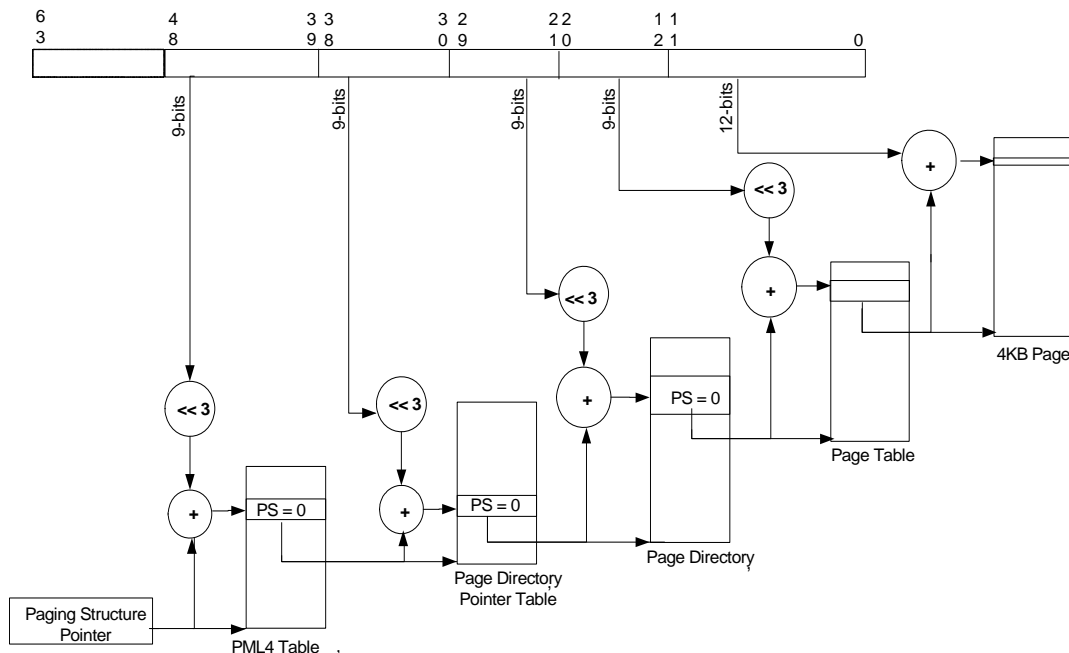 6 4 3 3 3 2 2 2 1 1
3 8 9 8 0 9 1 0 2 1 0
9-bits
9-bits
9-bits
9-bits
12-bits
+
<< 3
<< 3
+
<< 3
<< 3
+
+
+
PS = 0
PS = 0
PS = 0
4KB Page
Page Table
Page Directory,
Page Directory,
Pointer Table
Paging Structure
Pointer
PML4 Table ,